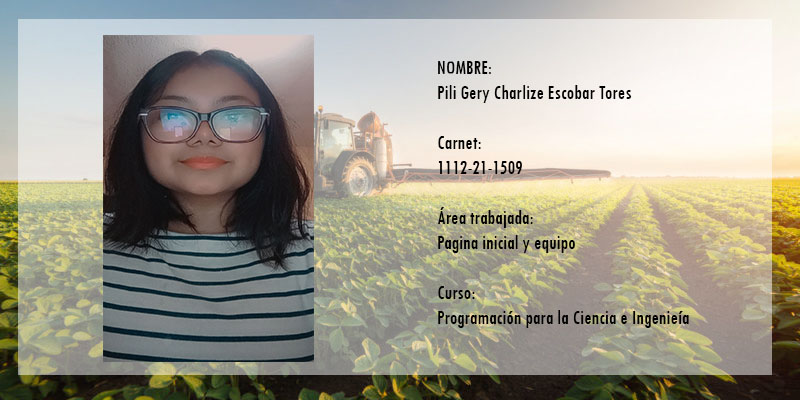 NOMBRE:
Pili Gery Charlize Escobar Tores
Carnet:
1112-21-1509
Área trabajada:
Pagina inicial y equipo
Curso:
Programación para la Ciencia e Ingenieía